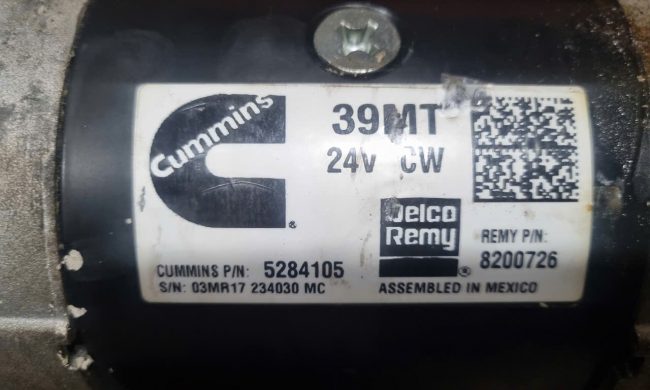 Cummins
®
39MT
24V CW
Delco
Remy
®
REMY P/N:
8200726
CUMMINS P/N: 5284105
S/N: 03MR17 234030 MC
ASSEMBLED IN MEXICO